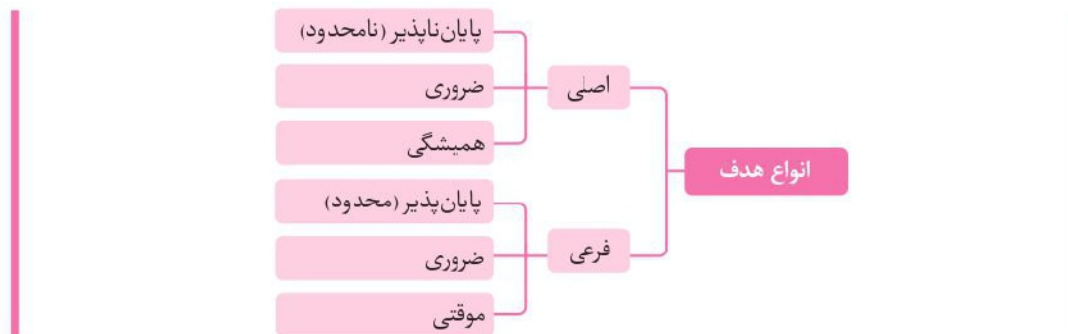 انواع هدف
اصلی
پایان‌ناپذیر (نامحدود)
ضروری
همیشگی
فرعی
پایان‌پذیر (محدود)
ضروری
موقتی